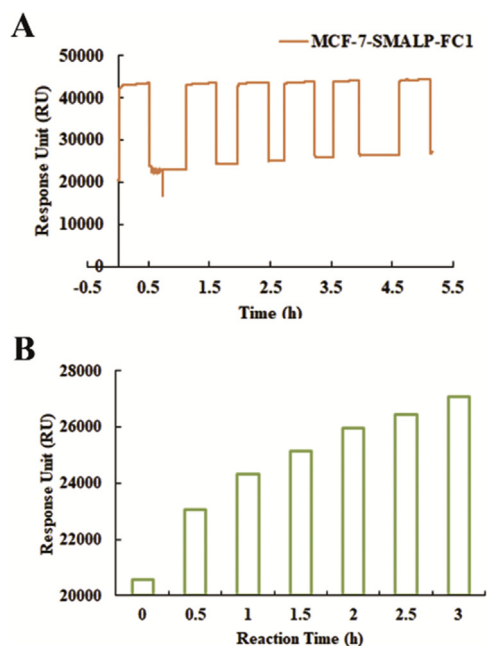 A
MCF-7-SMALP-FC1
Response Unit (RU)
50000
40000
30000
20000
10000
0
-0.5 0.5 1.5 2.5 3.5 4.5 5.5
Time (h)
B
Response Unit (RU)
28000
26000
24000
22000
20000
0 0.5 1 1.5 2 2.5 3
Reaction Time (h)